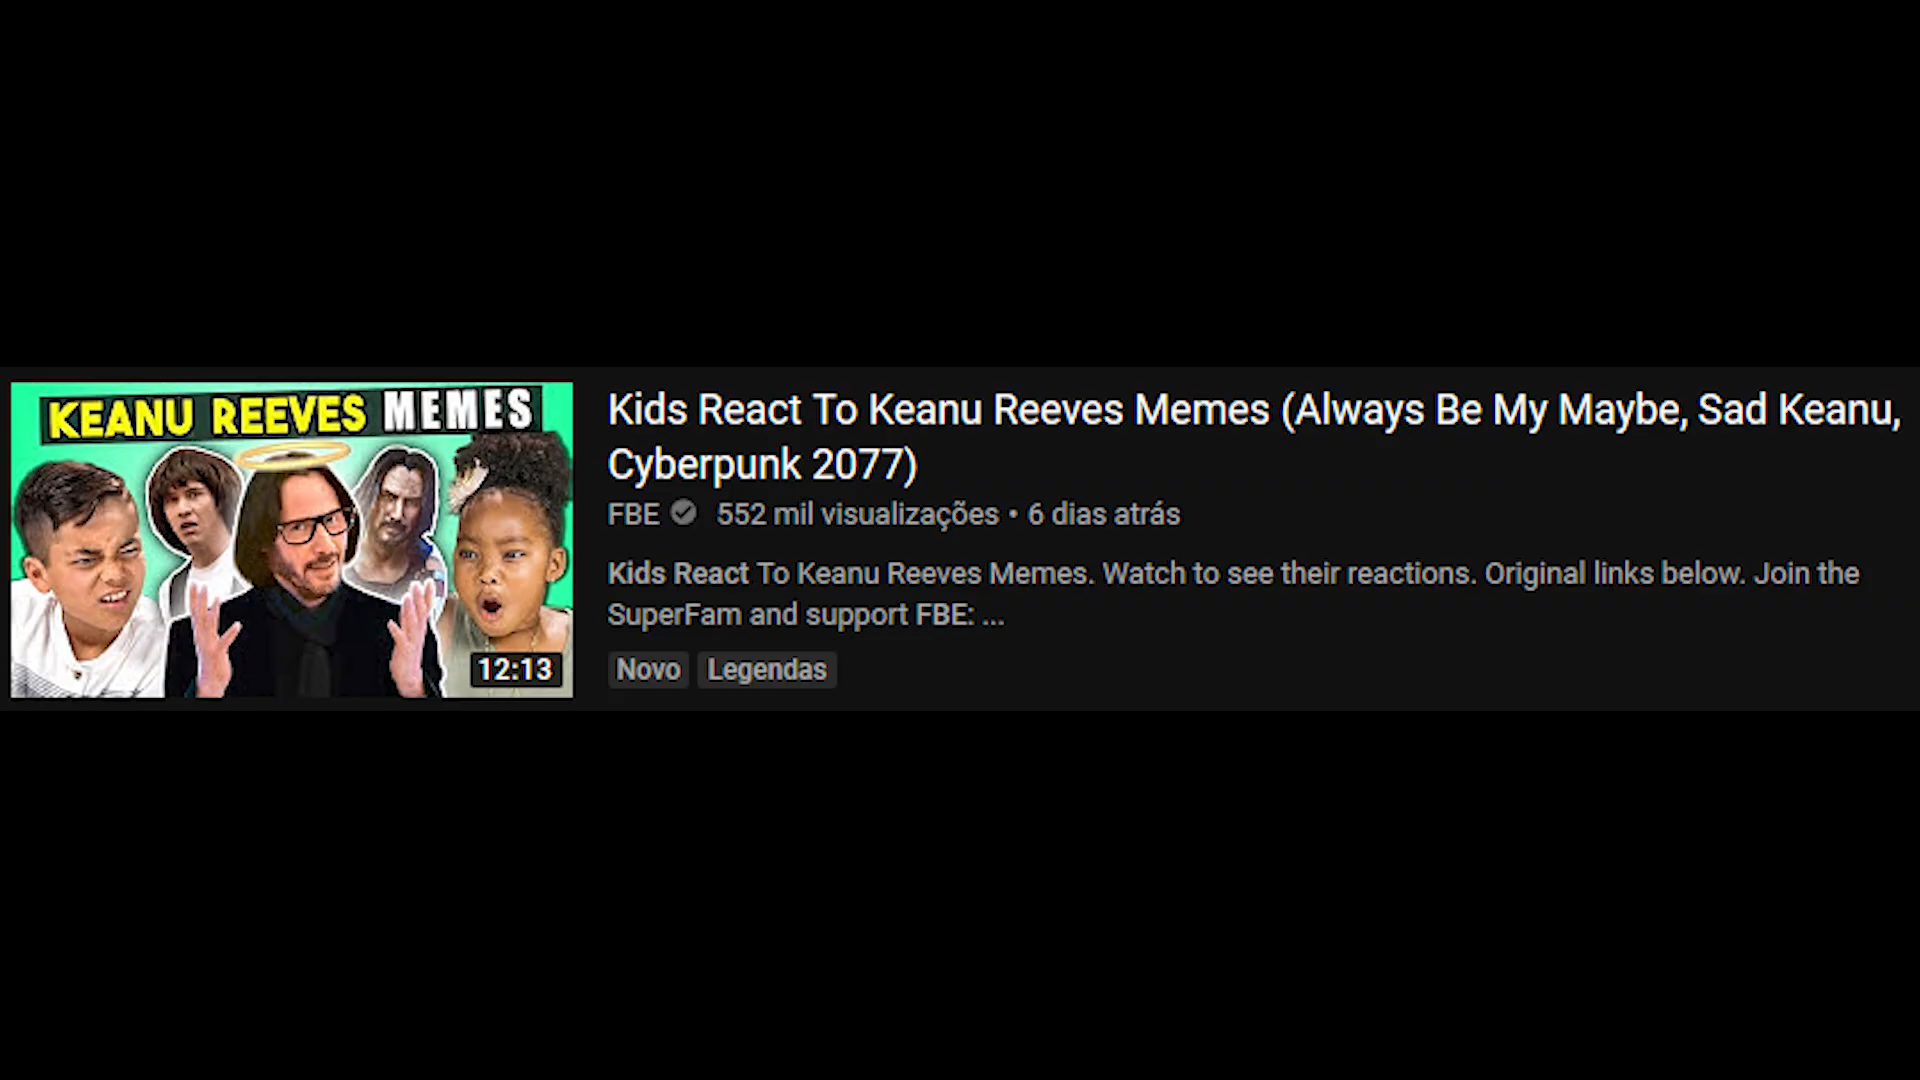 KEANU REEVES MEMES
12:13
Kids React To Keanu Reeves Memes (Always Be My Maybe, Sad Keanu,
Cyberpunk 2077)
FBE 552 mil visualizações • 6 dias atrás
Kids React To Keanu Reeves Memes. Watch to see their reactions. Original links below. Join the
SuperFam and support FBE: ...
Novo Legendas